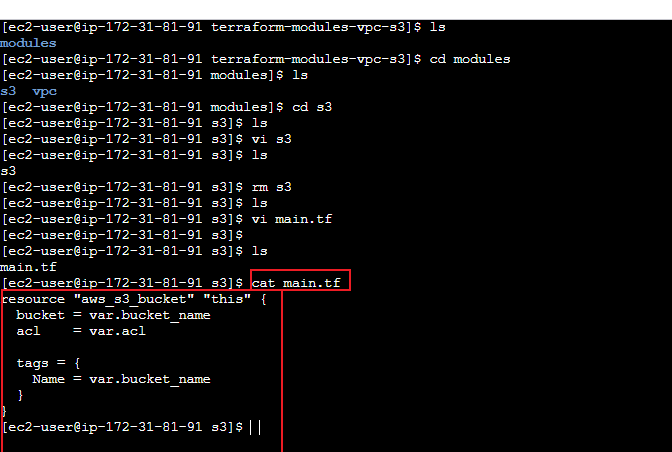 [ec2-user@ip-172-31-81-91 terraform-modules-vpc-s3]$ ls
modules
[ec2-user@ip-172-31-81-91 terraform-modules-vpc-s3]$ cd modules
[ec2-user@ip-172-31-81-91 modules]$ ls
s3  vpc
[ec2-user@ip-172-31-81-91 modules]$ cd s3
[ec2-user@ip-172-31-81-91 s3]$ ls
[ec2-user@ip-172-31-81-91 s3]$ vi s3
[ec2-user@ip-172-31-81-91 s3]$ ls
s3
[ec2-user@ip-172-31-81-91 s3]$ rm s3
[ec2-user@ip-172-31-81-91 s3]$ ls
[ec2-user@ip-172-31-81-91 s3]$ vi main.tf
[ec2-user@ip-172-31-81-91 s3]$
[ec2-user@ip-172-31-81-91 s3]$ ls
main.tf
[ec2-user@ip-172-31-81-91 s3]$ cat main.tf
resource "aws_s3_bucket" "this" {
  bucket = var.bucket_name
  acl    = var.acl

  tags = {
    Name = var.bucket_name
  }
}
[ec2-user@ip-172-31-81-91 s3]$